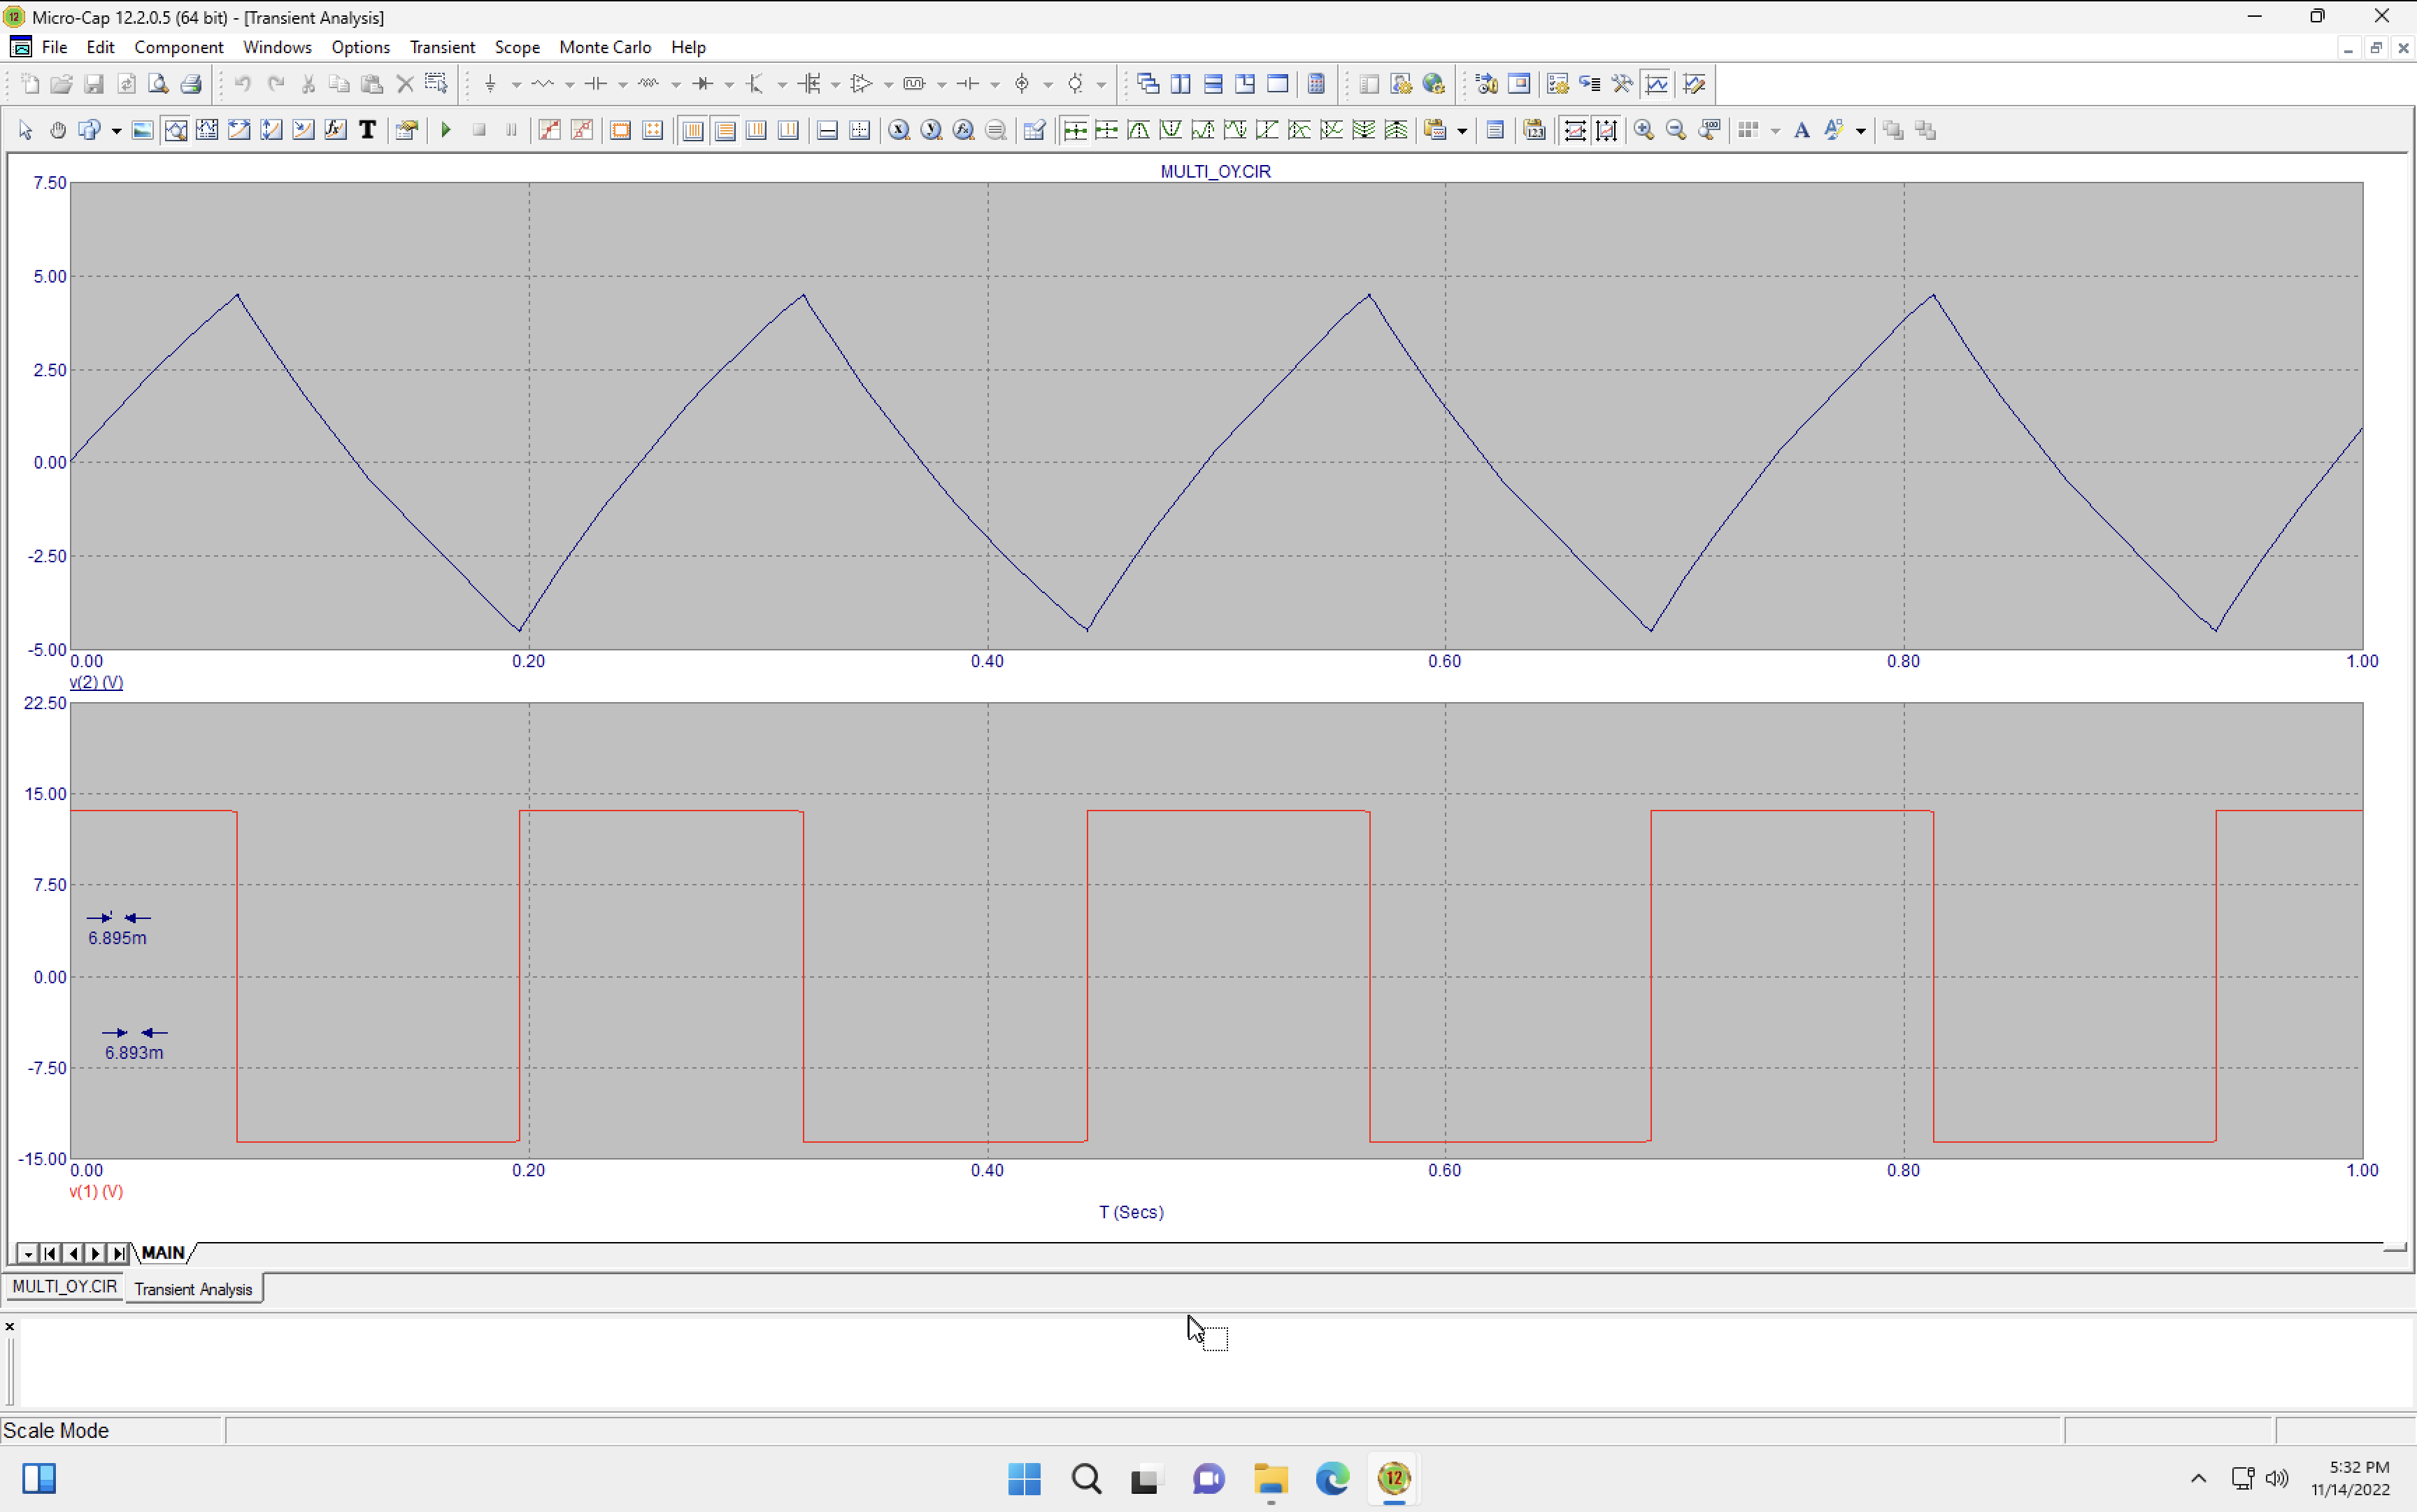 Micro-Cap 12.2.0.5 (64 bit) - [Transient Analysis]
File Edit Component Windows Options Transient Scope Monte Carlo Help
MULTI_OY.CIR
7.50
5.00
2.50
0.00
-2.50
-5.00
0.00 0.20 0.40 0.60 0.80 1.00
v(2) (V)
22.50
15.00
7.50
6.895m
0.00
6.893m
-7.50
-15.00
0.00 0.20 0.40 0.60 0.80 1.00
v(1) (V)
T (Secs)
MAIN
MULTI_OY.CIR Transient Analysis
Scale Mode
5:32 PM
11/14/2022